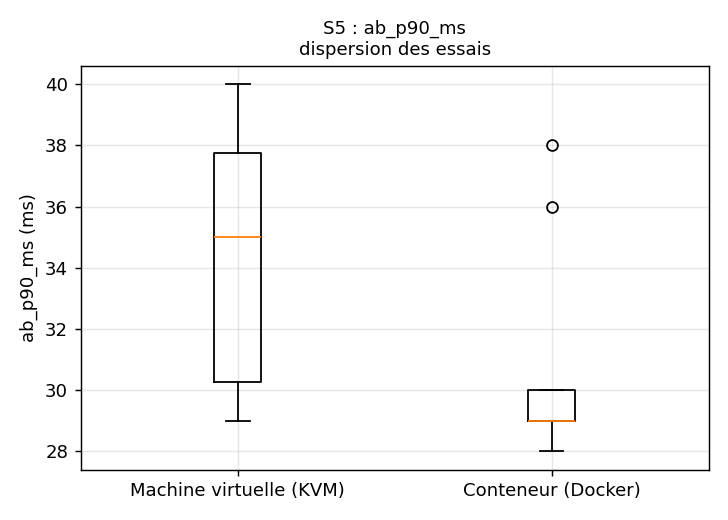 S5 : ab_p90_ms
dispersion des essais
ab_p90_ms (ms)
40
38
36
34
32
30
28
Machine virtuelle (KVM)
Conteneur (Docker)